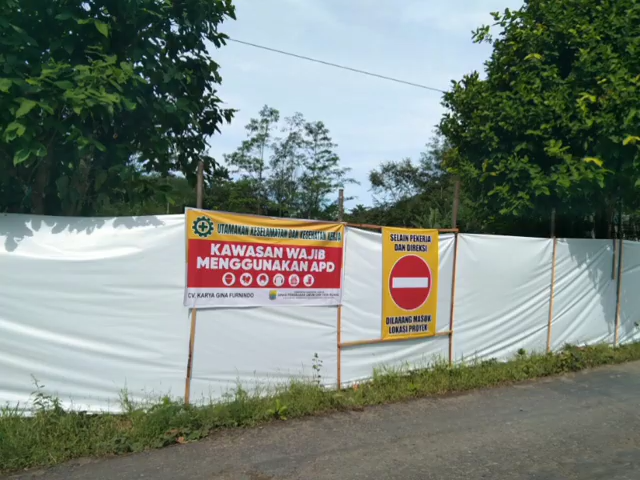 UTAMAKAN KESELAMATAN DAN KESEHATAN KERJA
KAWASAN WAJIB
MENGGUNAKAN APD
CV. KARYA GINA FURNINDO
SELAIN PEKERJA
DAN DIREKSI
DILARANG MASUK
LOKASI PROYEK